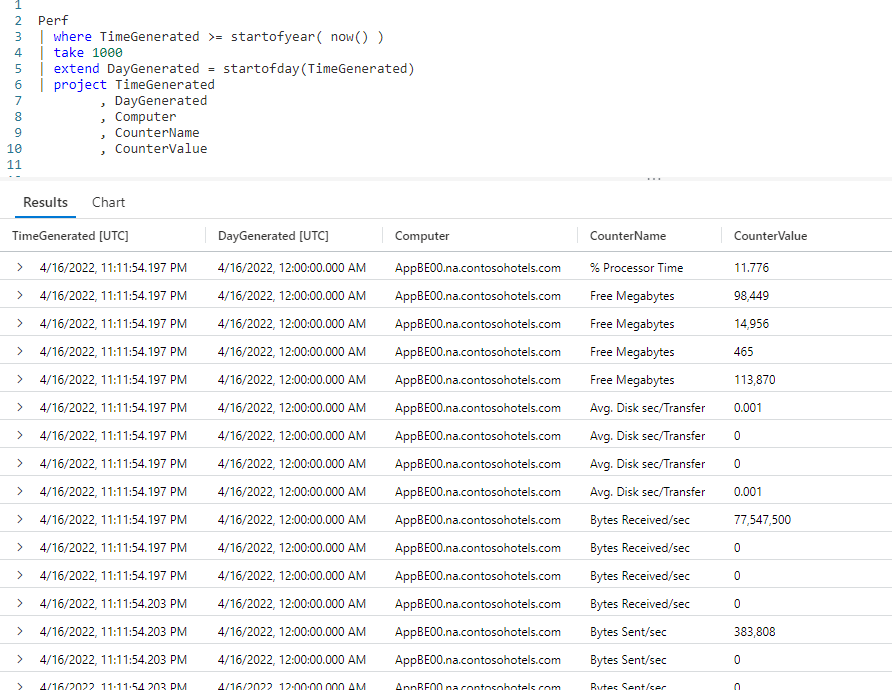 1
2 Perf
3 | where TimeGenerated >= startofyear( now() )
4 | take 1000
5 | extend DayGenerated = startofday(TimeGenerated)
6 | project TimeGenerated
7 , DayGenerated
8 , Computer
9 , CounterName
10 , CounterValue
11
...
Results Chart
TimeGenerated [UTC] DayGenerated [UTC] Computer CounterName CounterValue
> 4/16/2022, 11:11:54.197 PM 4/16/2022, 12:00:00.000 AM AppBE00.na.contosohotels.com % Processor Time 11.776
> 4/16/2022, 11:11:54.197 PM 4/16/2022, 12:00:00.000 AM AppBE00.na.contosohotels.com Free Megabytes 98,449
> 4/16/2022, 11:11:54.197 PM 4/16/2022, 12:00:00.000 AM AppBE00.na.contosohotels.com Free Megabytes 14,956
> 4/16/2022, 11:11:54.197 PM 4/16/2022, 12:00:00.000 AM AppBE00.na.contosohotels.com Free Megabytes 465
> 4/16/2022, 11:11:54.197 PM 4/16/2022, 12:00:00.000 AM AppBE00.na.contosohotels.com Free Megabytes 113,870
> 4/16/2022, 11:11:54.197 PM 4/16/2022, 12:00:00.000 AM AppBE00.na.contosohotels.com Avg. Disk sec/Transfer 0.001
> 4/16/2022, 11:11:54.197 PM 4/16/2022, 12:00:00.000 AM AppBE00.na.contosohotels.com Avg. Disk sec/Transfer 0
> 4/16/2022, 11:11:54.197 PM 4/16/2022, 12:00:00.000 AM AppBE00.na.contosohotels.com Avg. Disk sec/Transfer 0
> 4/16/2022, 11:11:54.197 PM 4/16/2022, 12:00:00.000 AM AppBE00.na.contosohotels.com Avg. Disk sec/Transfer 0.001
> 4/16/2022, 11:11:54.197 PM 4/16/2022, 12:00:00.000 AM AppBE00.na.contosohotels.com Bytes Received/sec 77,547,500
> 4/16/2022, 11:11:54.197 PM 4/16/2022, 12:00:00.000 AM AppBE00.na.contosohotels.com Bytes Received/sec 0
> 4/16/2022, 11:11:54.197 PM 4/16/2022, 12:00:00.000 AM AppBE00.na.contosohotels.com Bytes Received/sec 0
> 4/16/2022, 11:11:54.203 PM 4/16/2022, 12:00:00.000 AM AppBE00.na.contosohotels.com Bytes Received/sec 0
> 4/16/2022, 11:11:54.203 PM 4/16/2022, 12:00:00.000 AM AppBE00.na.contosohotels.com Bytes Sent/sec 383,808
> 4/16/2022, 11:11:54.203 PM 4/16/2022, 12:00:00.000 AM AppBE00.na.contosohotels.com Bytes Sent/sec 0
> 4/16/2022, 11:11:54.203 PM 4/16/2022, 12:00:00.000 AM AppBE00.na.contosohotels.com Bytes Sent/sec 0